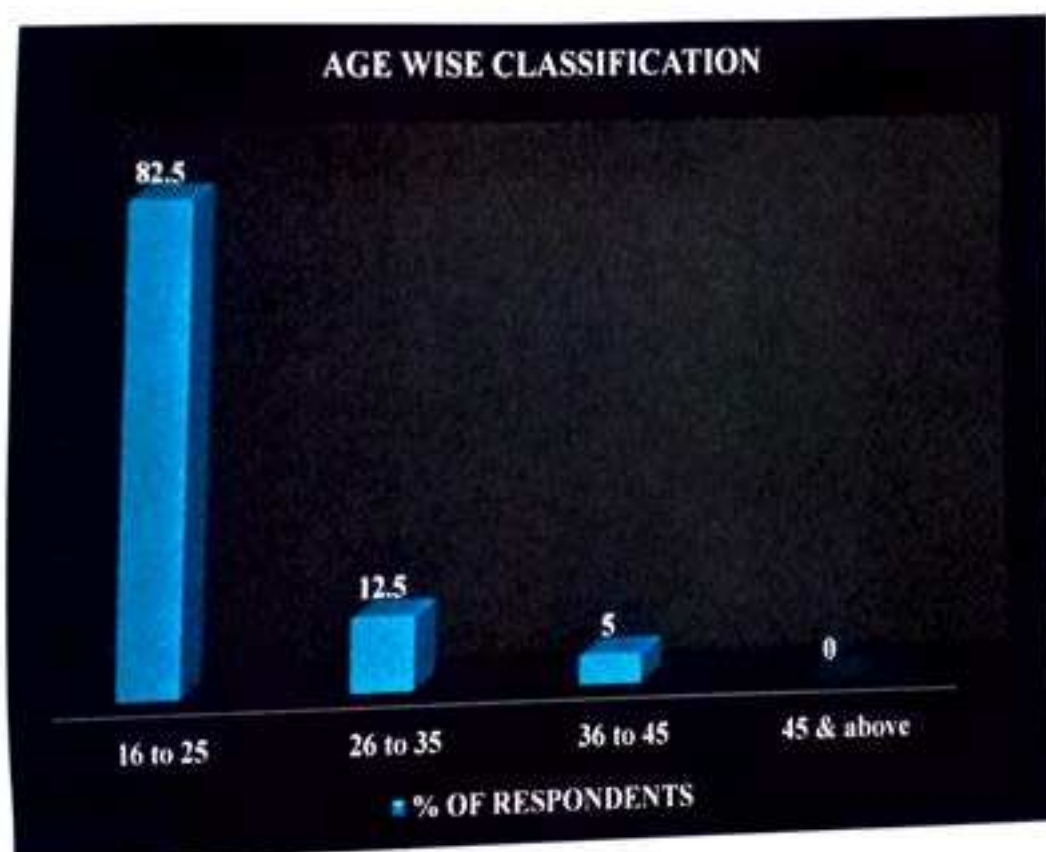 AGE WISE CLASSIFICATION
82.5
12.5
5
0
16 to 25
26 to 35
36 to 45
45 & above
% OF RESPONDENTS